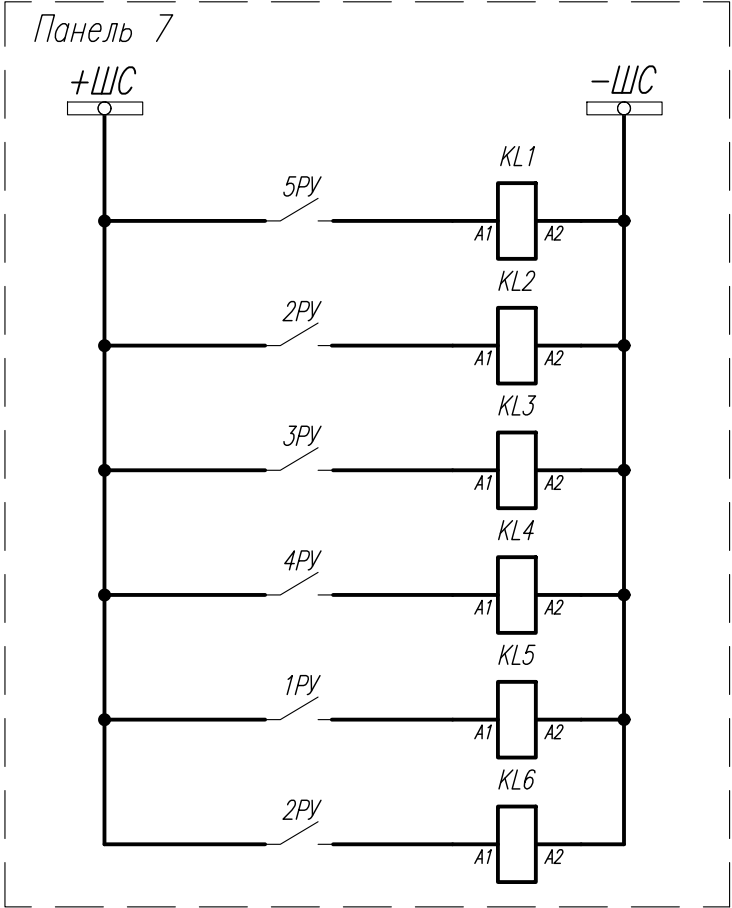 Панель 7
+ШС
-ШС
KL1
5РУ
A1
A2
KL2
2РУ
A1
A2
KL3
3РУ
A1
A2
KL4
4РУ
A1
A2
KL5
1РУ
A1
A2
KL6
2РУ
A1
A2